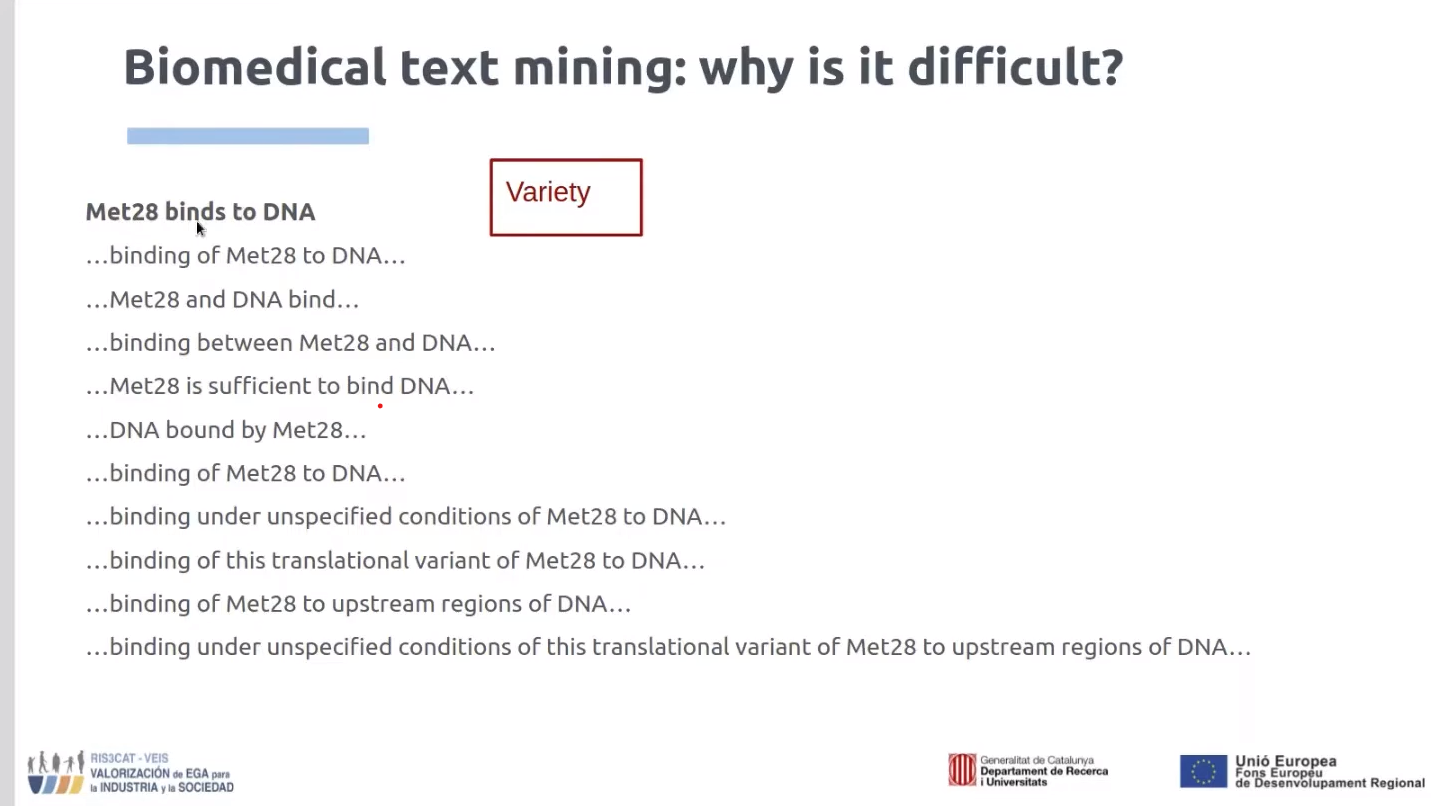 Biomedical text mining: why is it difficult?
Variety
Met28 binds to DNA
…binding of Met28 to DNA…
…Met28 and DNA bind…
…binding between Met28 and DNA…
…Met28 is sufficient to bind DNA…
…DNA bound by Met28…
…binding of Met28 to DNA…
…binding under unspecified conditions of Met28 to DNA…
…binding of this translational variant of Met28 to DNA…
…binding of Met28 to upstream regions of DNA…
…binding under unspecified conditions of this translational variant of Met28 to upstream regions of DNA…
RIS3CAT - VEIS
VALORIZACIÓN de EGA para
la INDUSTRIA y la SOCIEDAD
Generalitat de Catalunya
Departament de Recerca
i Universitats
Unió Europea
Fons Europeu
de Desenvolupament Regional